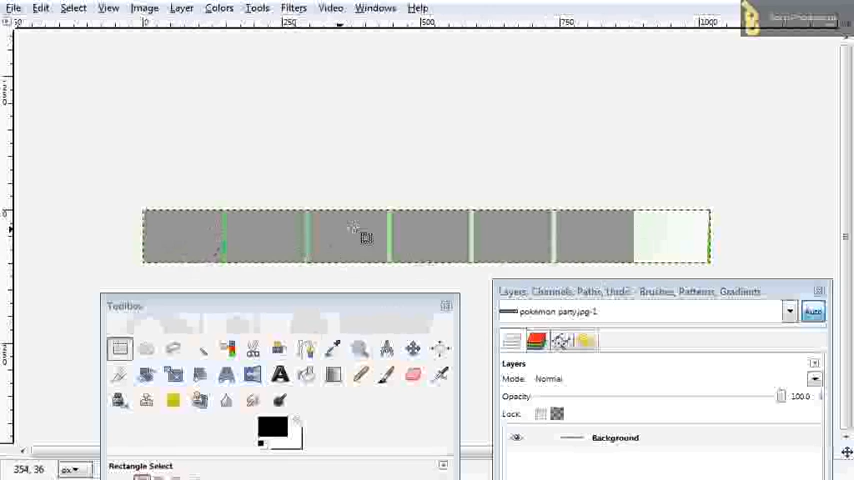 File Edit Select View Image Layer Colors Tools Filters Video Windows Help
0 250 500 750 1000
Toolbox
Layers, Channels, Paths, Undo - Brushes, Patterns, Gradients
pokemon party.jpg-1
Auto
Layers
Mode: Normal
Opacity 100.0
Lock:
Background
Rectangle Select
354, 36 px